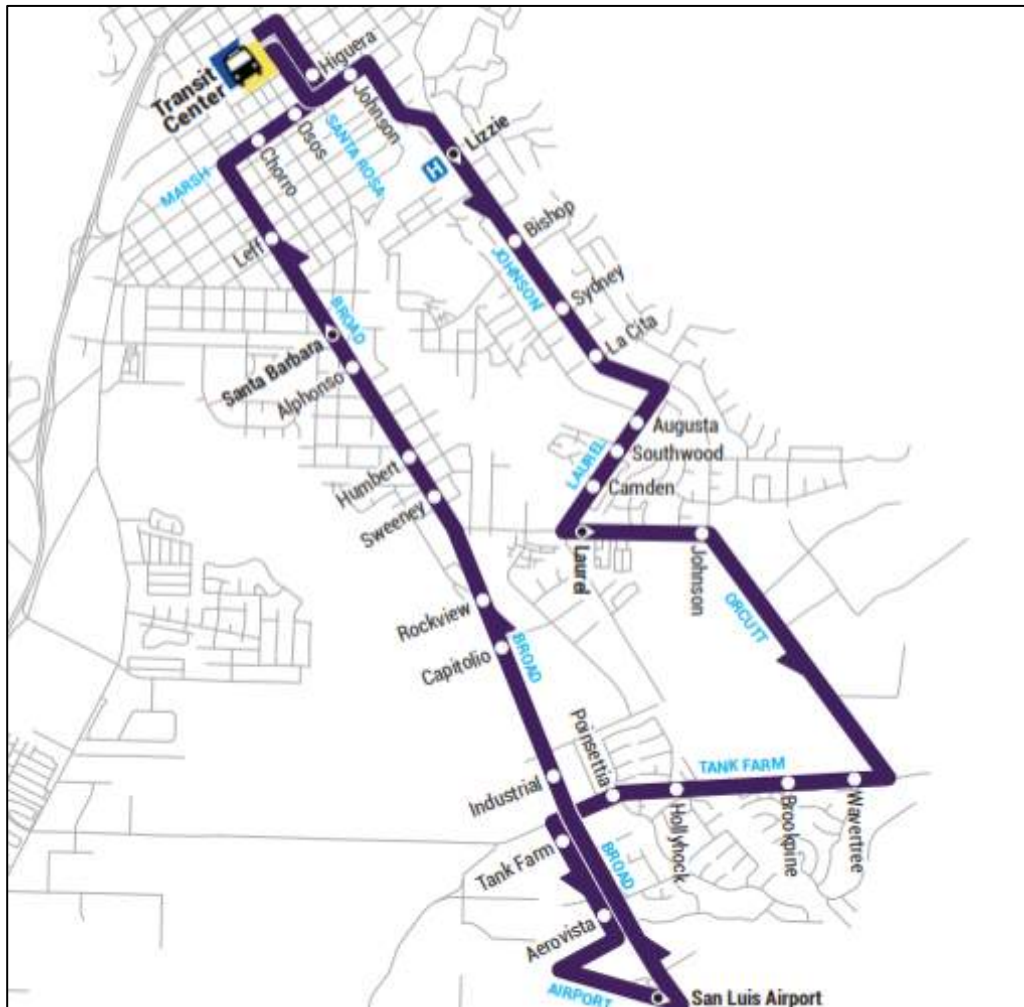 Transit
Center
Higuera
Johnson
Osos
SANTA ROSA
Lizzie
H
Chorro
MARSH
Bishop
Leff
JOHNSON
Sydney
BROAD
La Cita
Santa Barbara
Alphonso
Augusta
LAUREL
Southwood
Humbert
Camden
Sweeney
Laurel
Johnson
ORCUTT
Rockview
BROAD
Capitolio
Poinsettia
TANK FARM
Industrial
Hollyhock
Brookpine
Wavertree
Tank Farm
BROAD
Aerovista
AIRPORT
San Luis Airport